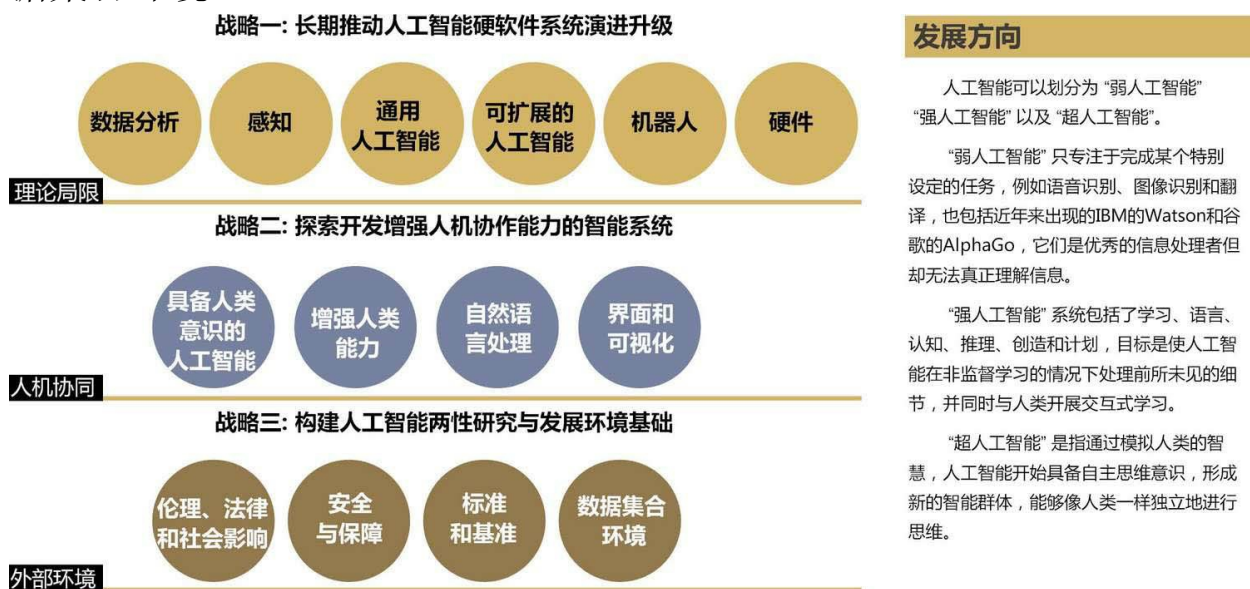 战略一: 长期推动人工智能硬软件系统演进升级
数据分析
感知
通用
人工智能
可扩展的
人工智能
机器人
硬件
理论局限
战略二: 探索开发增强人机协作能力的智能系统
具备人类
意识的
人工智能
增强人类
能力
自然语
言处理
界面和
可视化
人机协同
战略三: 构建人工智能两性研究与发展环境基础
伦理、法律
和社会影响
安全
与保障
标准
和基准
数据集合
环境
外部环境
发展方向
人工智能可以划分为 “弱人工智能”
“强人工智能” 以及 “超人工智能”。
“弱人工智能” 只专注于完成某个特别
设定的任务，例如语音识别、图像识别和翻
译，也包括近年来出现的IBM的Watson和谷
歌的AlphaGo，它们是优秀的信息处理者但
却无法真正理解信息。
“强人工智能” 系统包括了学习、语言、
认知、推理、创造和计划，目标是使人工智
能在非监督学习的情况下处理前所未见的细
节，并同时与人类开展交互式学习。
“超人工智能” 是指通过模拟人类的智
慧，人工智能开始具备自主思维意识，形成
新的智能群体，能够像人类一样独立地进行
思维。